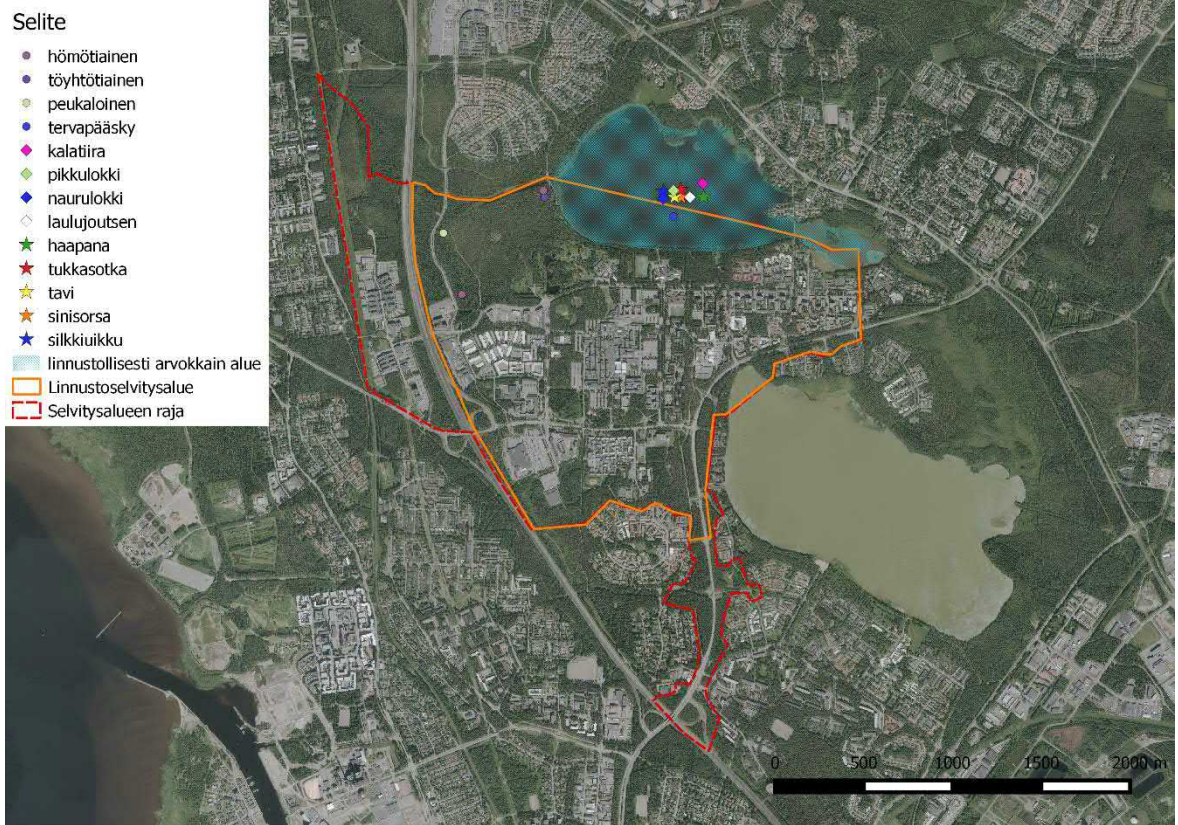 Selite
hömötiainen
töyhtötiainen
peukaloinen
tervapääsky
kalatiira
pikkulokki
naurulokki
laulujoutsen
haapana
tukkasotka
tavi
sinisorsa
silkkiuikku
linnustollisesti arvokkain alue
Linnustoselvitysalue
Selvitysalueen raja
0 500 1000 1500 2000 m